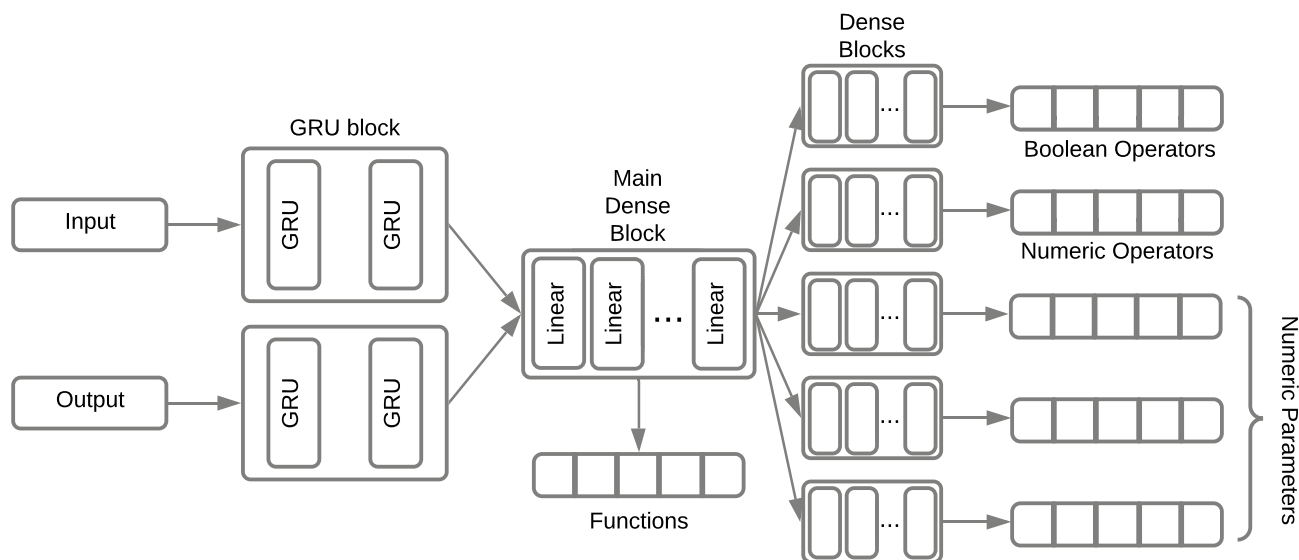 Dense
Blocks
GRU block
Main
Dense
Block
Input
Output
GRU
GRU
GRU
GRU
Linear
Linear
...
Linear
Functions
...
...
...
...
...
Boolean Operators
Numeric Operators
Numeric Parameters